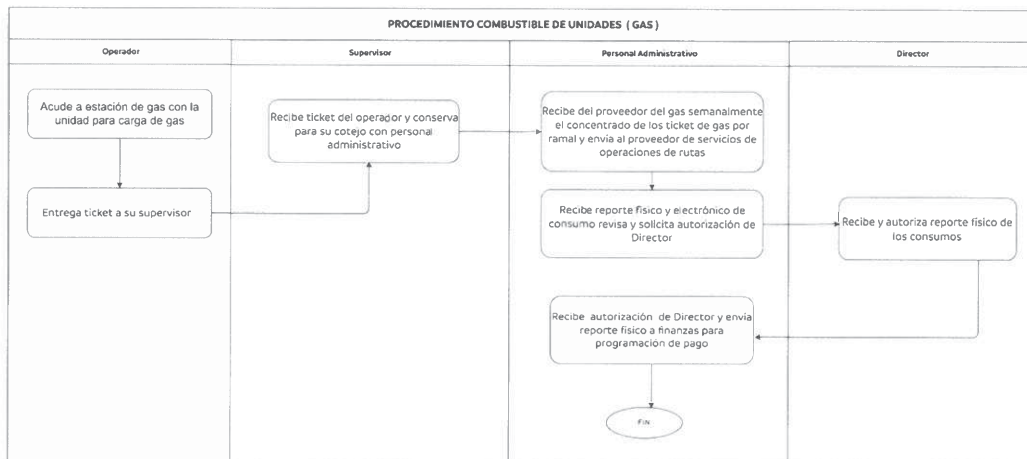 PROCEDIMIENTO COMBUSTIBLE DE UNIDADES ( GAS )
Operador
Supervisor
Personal Administrativo
Director
Acude a estación de gas con la
unidad para carga de gas
Entrega ticket a su supervisor
Recibe ticket del operador y conserva
para su cotejo con personal
administrativo
Recibe del proveedor del gas semanalmente
el concentrado de los ticket de gas por
ramal y envia al proveedor de servicios de
operaciones de rutas
Recibe reporte físico y electrónico de
consumo revisa y solicita autorización de
Director
Recibe y autoriza reporte físico de
los consumos
Recibe autorización de Director y envia
reporte físico a finanzas para
programación de pago
FIN